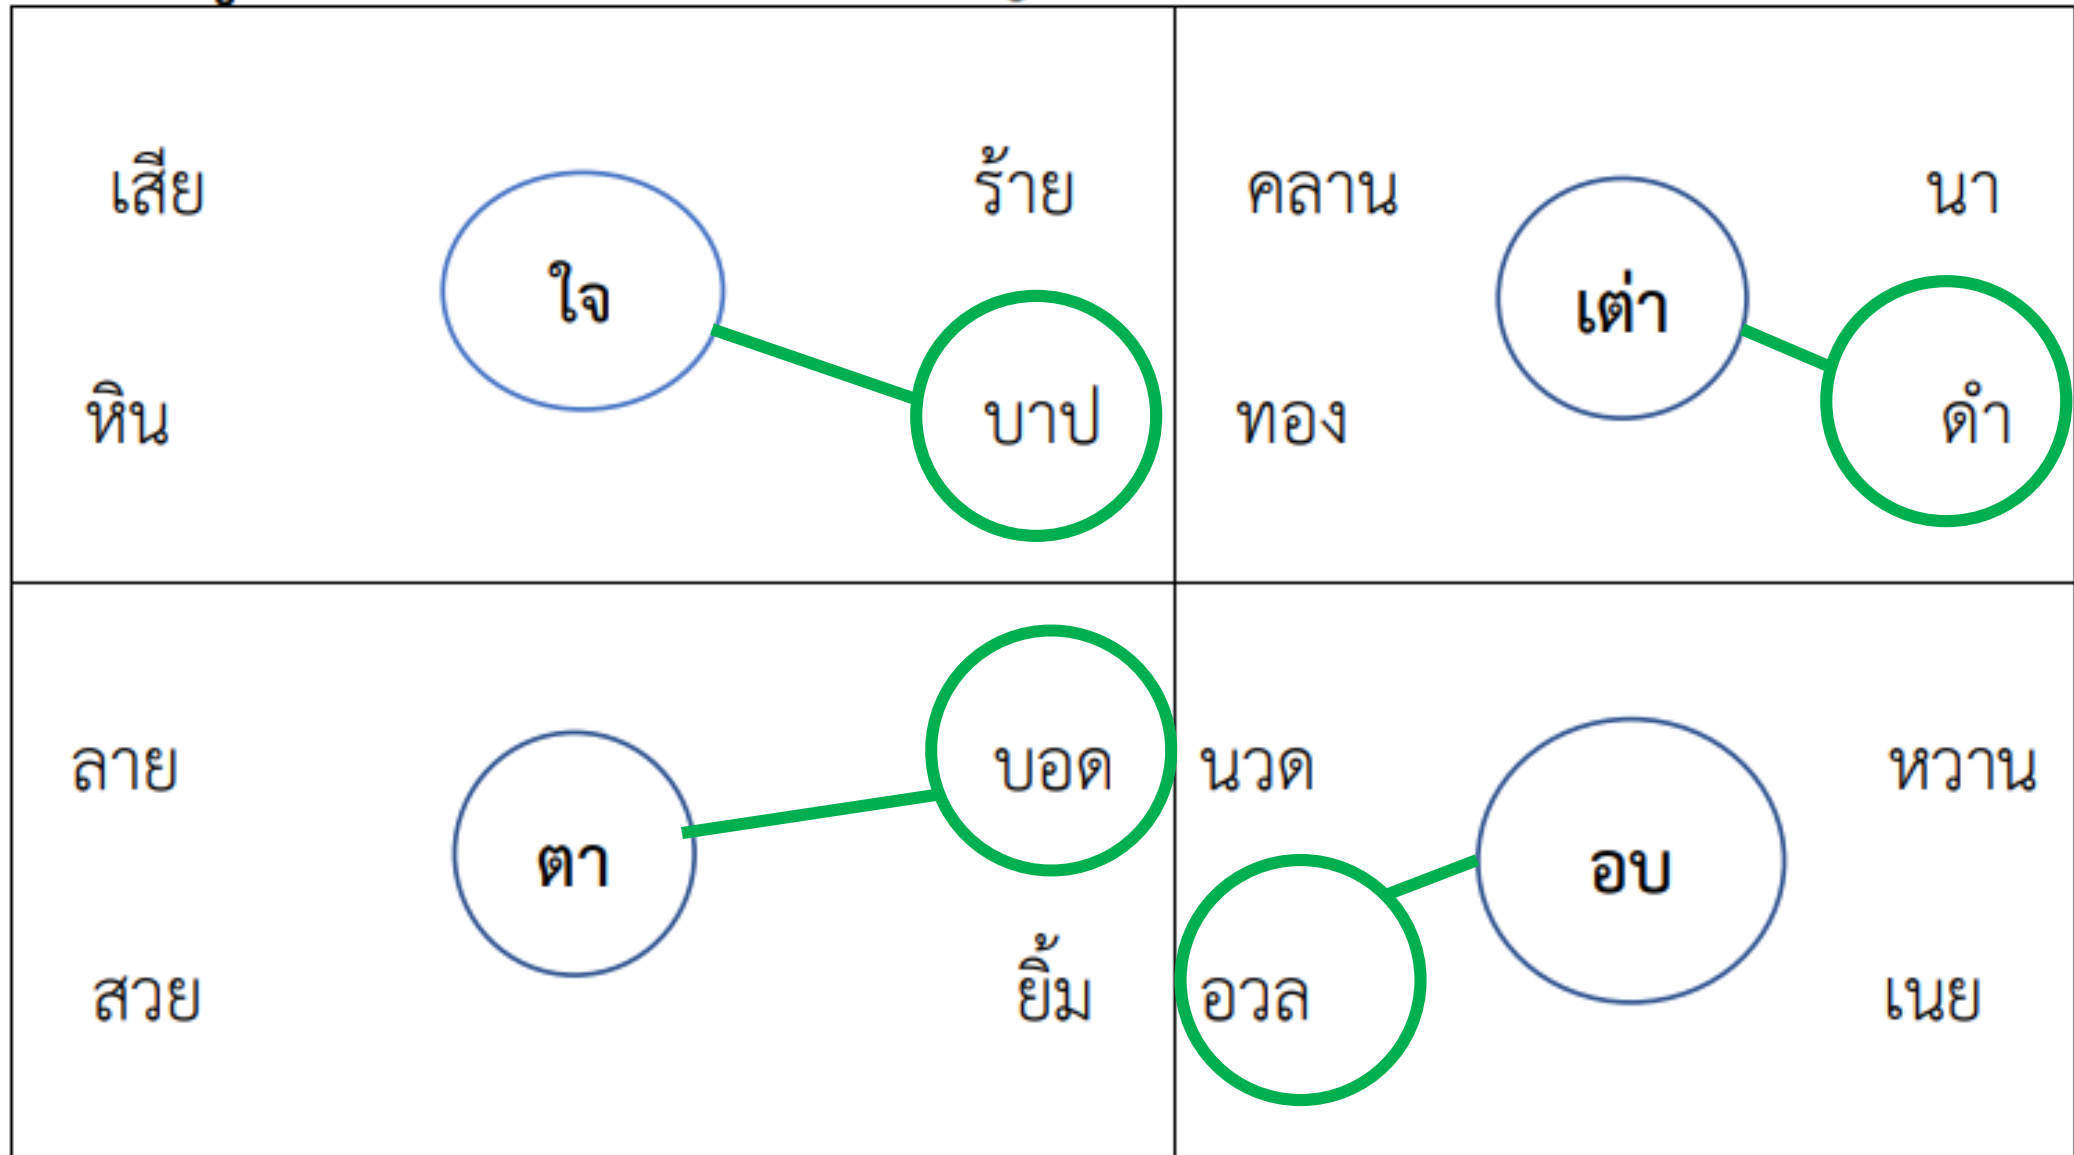 เสีย
ใจ
ร้าย
หิน
บาป
คลาน
เต่า
นา
ทอง
ดำ
ลาย
ตา
บอด
สวย
ยิ้ม
นวด
อบ
หวาน
อวล
เนย